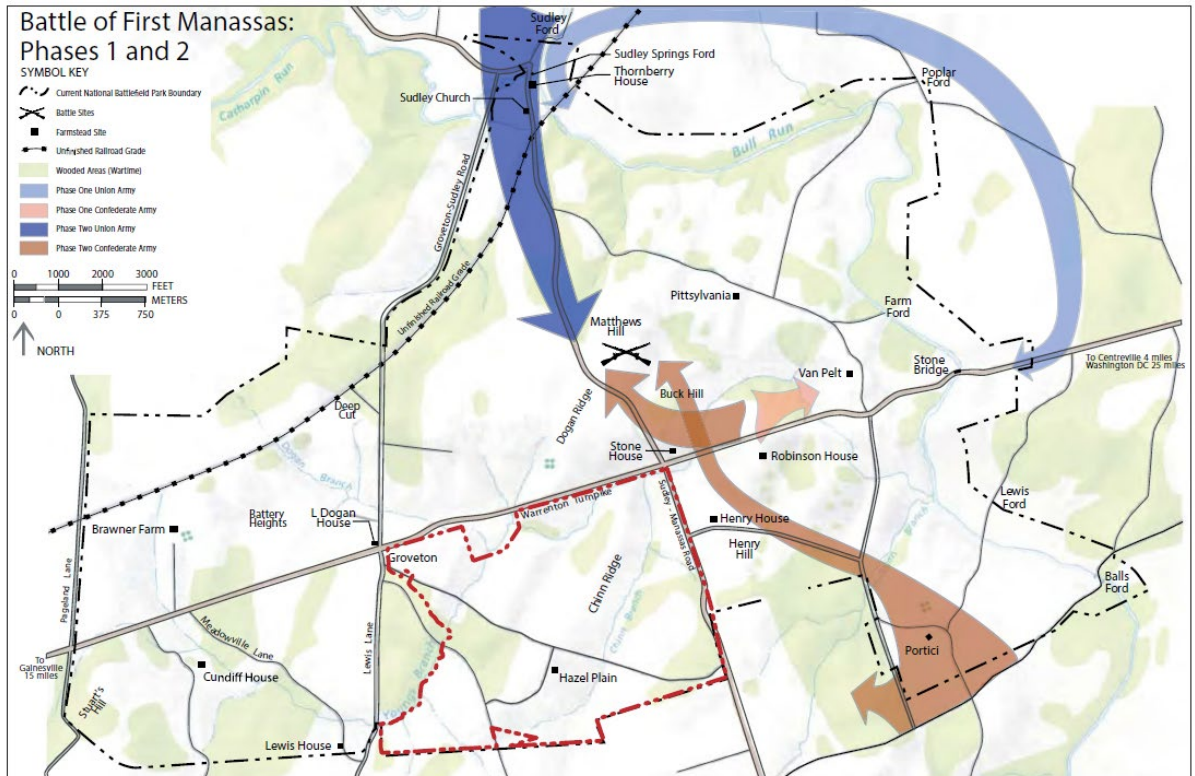 Battle of First Manassas:
Phases 1 and 2
SYMBOL KEY
Current National Battlefield Park Boundary
Battle Sites
Farmstead Site
Unfinished Railroad Grade
Wooded Areas (Wartime)
Phase One Union Army
Phase One Confederate Army
Phase Two Union Army
Phase Two Confederate Army
0 1000 2000 3000
FEET
METERS
0 0 375 750
NORTH
Sudley
Ford
Sudley Springs Ford
Thornberry
House
Sudley Church
Catharpin Run
Poplar
Ford
Bull Run
Groveton-Sudley Road
Unfinished Railroad Grade
Pittsylvania
Farm
Ford
Matthews
Hill
Stone
Bridge
To Centreville 4 miles
Washington DC 25 miles
Van Pelt
Buck Hill
Dogan Ridge
Deep
Cut
Dogan
Branch
Stone
House
Robinson House
Warrenton Turnpike
Sudley - Manassas Road
Lewis
Ford
Brawner Farm
Battery
Heights
L Dogan
House
Henry House
Henry
Hill
Branch
Groveton
Chinn Ridge
Chinn Branch
Balls
Ford
Pageland Lane
Meadowville Lane
Lewis Lane
Youngs Branch
Portici
To
Gainesville
15 miles
Cundiff House
Hazel Plain
Stuart's
Hill
Lewis House